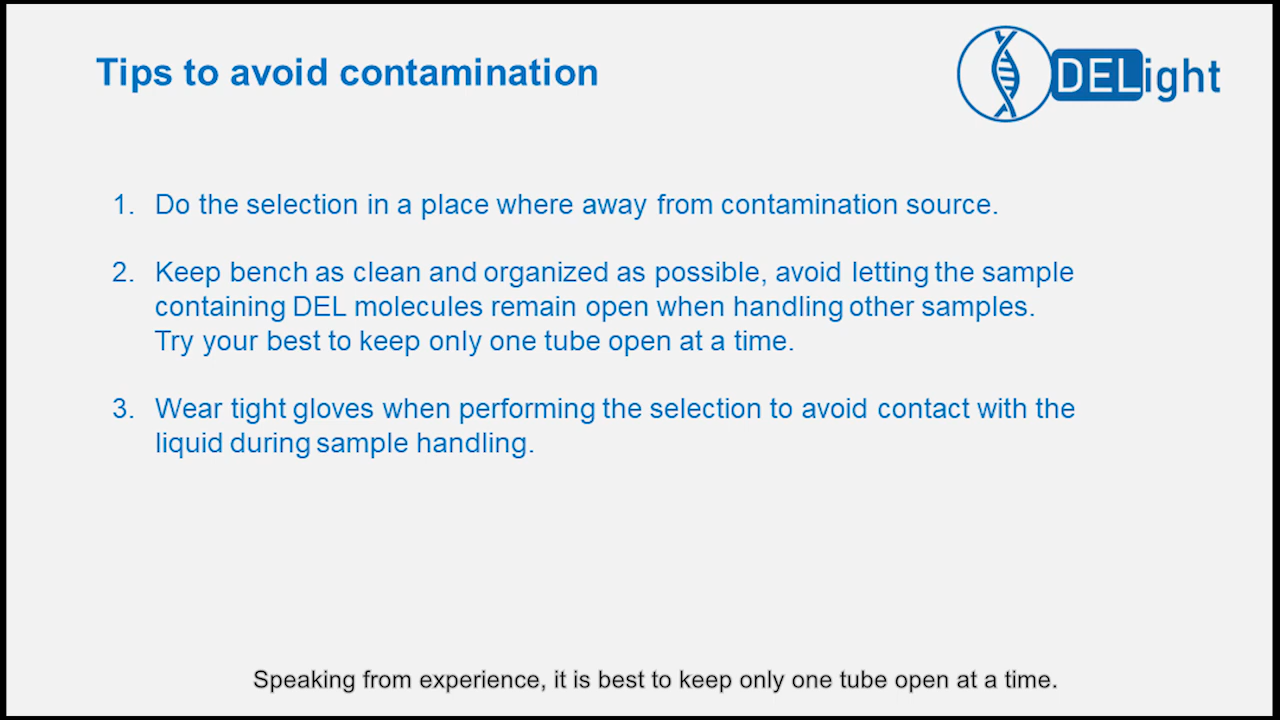 Tips to avoid contamination
DELight
1. Do the selection in a place where away from contamination source.
2. Keep bench as clean and organized as possible, avoid letting the sample
containing DEL molecules remain open when handling other samples.
Try your best to keep only one tube open at a time.
3. Wear tight gloves when performing the selection to avoid contact with the
liquid during sample handling.
Speaking from experience, it is best to keep only one tube open at a time.